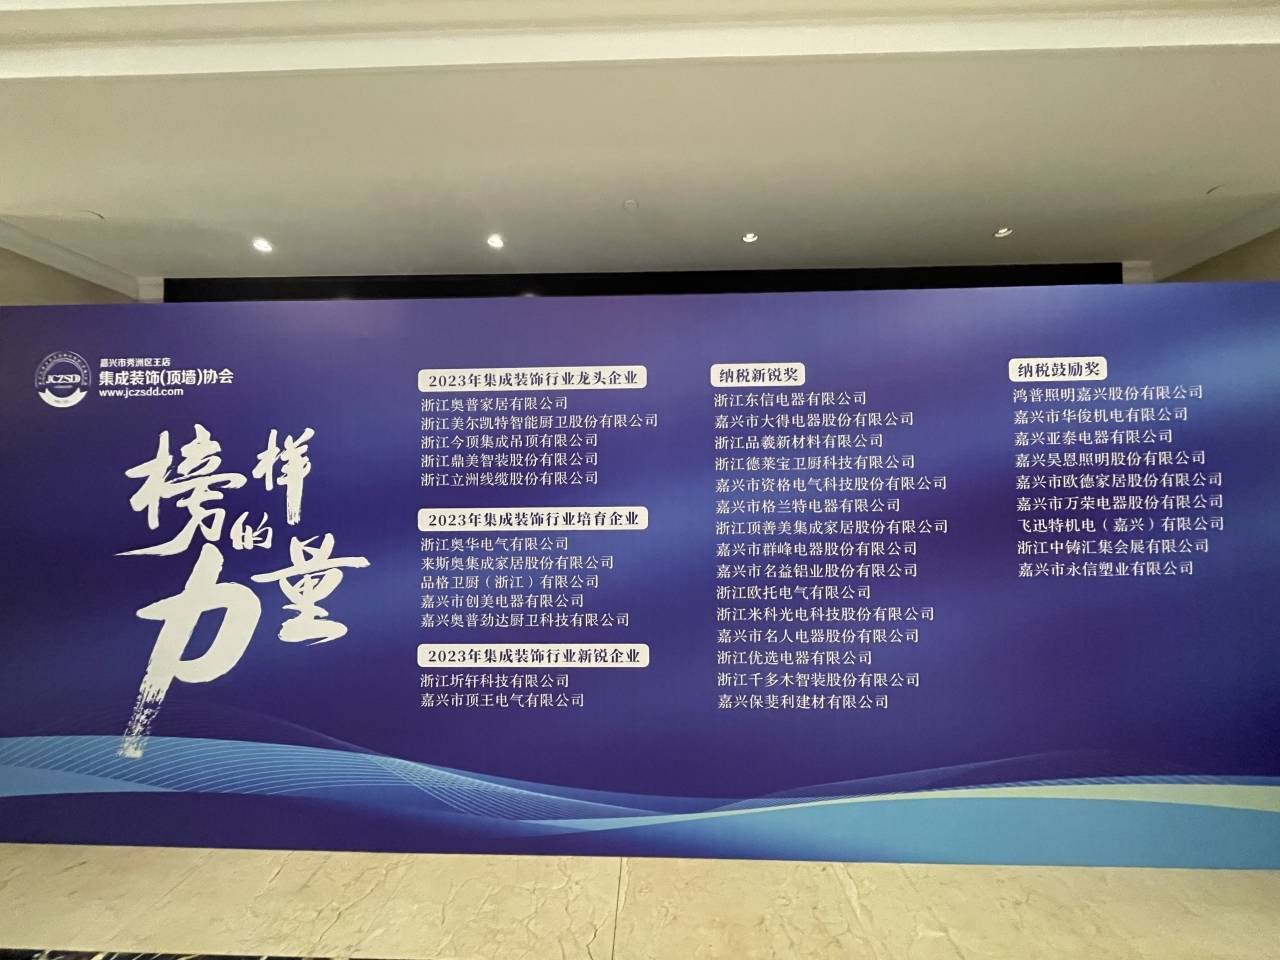 JCZSDD
嘉兴市秀洲区王店
集成装饰(顶墙)协会
www.jczsdd.com
榜样
的
力量
2023年集成装饰行业龙头企业
浙江奥普家居有限公司
浙江美尔凯特智能厨卫股份有限公司
浙江今顶集成吊顶有限公司
浙江鼎美智装股份有限公司
浙江立洲线缆股份有限公司
2023年集成装饰行业培育企业
浙江奥华电气有限公司
来斯奥集成家居股份有限公司
品格卫厨（浙江）有限公司
嘉兴市创美电器有限公司
嘉兴奥普劲达厨卫科技有限公司
2023年集成装饰行业新锐企业
浙江圻轩科技有限公司
嘉兴市顶王电气有限公司
纳税新锐奖
浙江东信电器有限公司
嘉兴市大得电器股份有限公司
浙江品羲新材料有限公司
浙江德莱宝卫厨科技有限公司
嘉兴市资格电气科技股份有限公司
嘉兴市格兰特电器有限公司
浙江顶善美集成家居股份有限公司
嘉兴市群峰电器股份有限公司
嘉兴市名益铝业股份有限公司
浙江欧托电气有限公司
浙江米科光电科技股份有限公司
嘉兴市名人电器股份有限公司
浙江优选电器有限公司
浙江千多木智装股份有限公司
嘉兴保斐利建材有限公司
纳税鼓励奖
鸿普照明嘉兴股份有限公司
嘉兴市华俊机电有限公司
嘉兴亚泰电器有限公司
嘉兴昊恩照明股份有限公司
嘉兴市欧德家居股份有限公司
嘉兴市万荣电器股份有限公司
飞迅特机电（嘉兴）有限公司
浙江中铸汇集会展有限公司
嘉兴市永信塑业有限公司